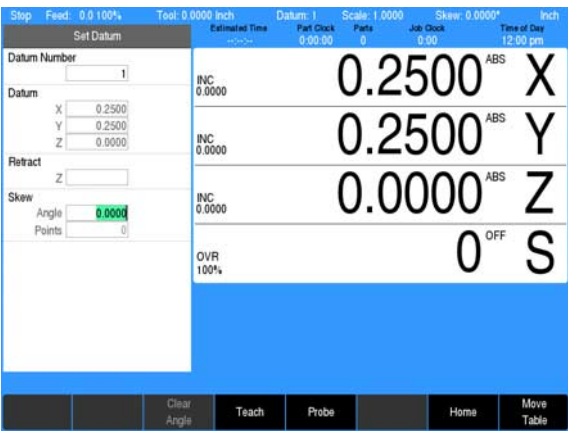 Stop Feed: 0.0 100% Tool: 0.0000 Inch Datum: 1 Scale: 1.0000 Skew: 0.0000° Inch
Set Datum
Estimated Time Part Clock Parts Job Clock Time of Day
--:--:-- 0:00:00 0 0:00 12:00 pm
Datum Number
1
Datum
X 0.2500
Y 0.2500
Z 0.0000
Retract
Z
Skew
Angle 0.0000
Points 0
INC
0.0000
0.2500 ABS X
INC
0.0000
0.2500 ABS Y
INC
0.0000
0.0000 ABS Z
OVR
100%
0 OFF S
Clear
Angle
Teach
Probe
Home
Move
Table